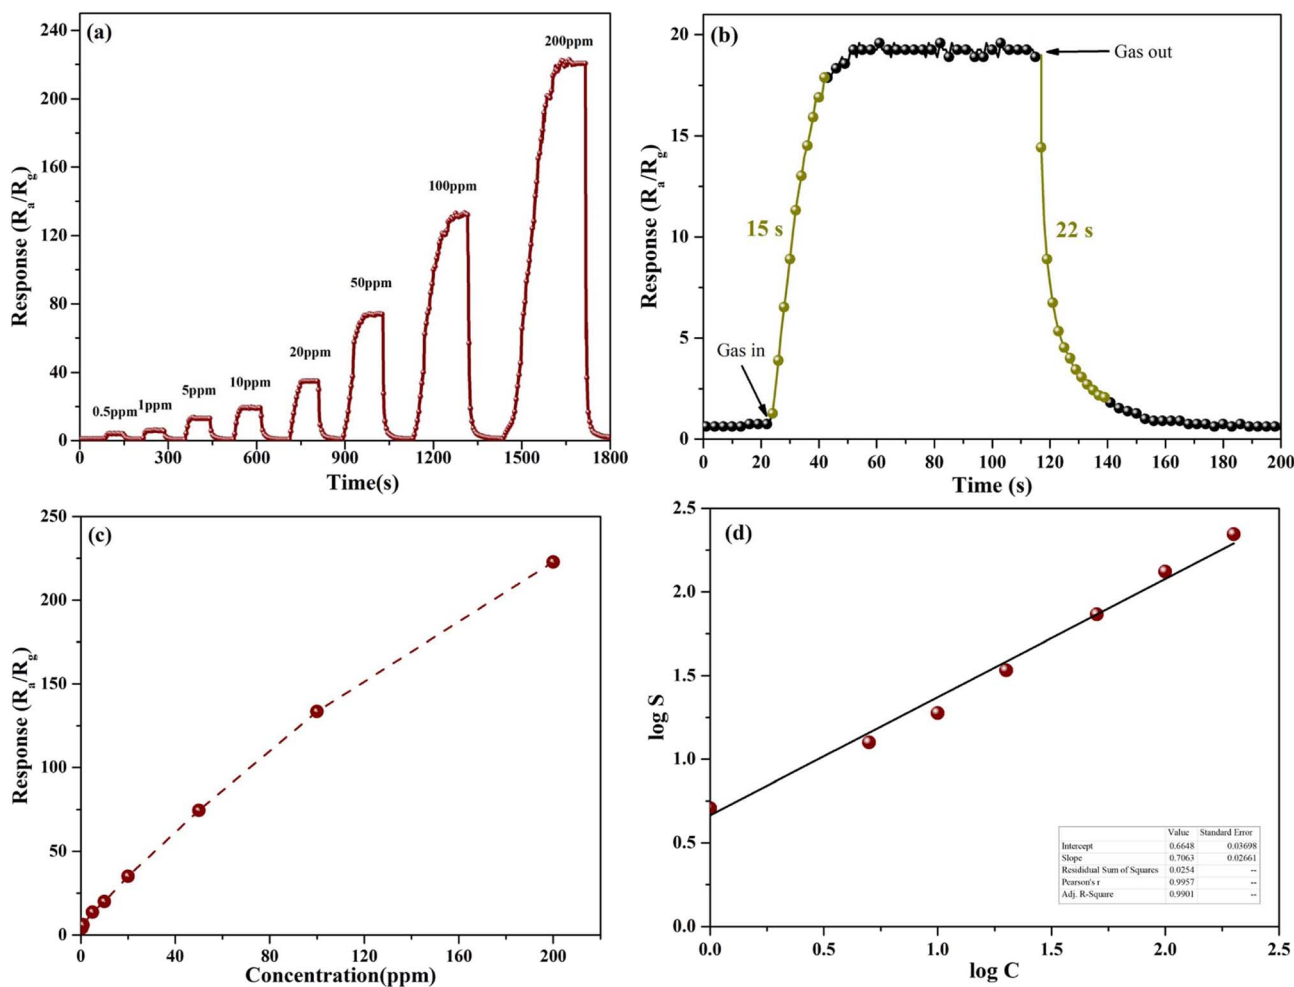 (a)
240
200
160
120
80
40
0
Response (Ra/Rg)
0.5ppm
1ppm
5ppm
10ppm
20ppm
50ppm
100ppm
200ppm
0 300 600 900 1200 1500 1800
Time(s)
(b)
20
15
10
5
0
Response (Ra/Rg)
Gas out
15 s
22 s
Gas in
0 20 40 60 80 100 120 140 160 180 200
Time (s)
(c)
250
200
150
100
50
0
Response (Ra/Rg)
0 40 80 120 160 200
Concentration(ppm)
(d)
2.5
2.0
1.5
1.0
0.5
0.0
log S
Value Standard Error
Intercept 0.6648 0.03698
Slope 0.7063 0.02661
Resididual Sum of Squares 0.0254 --
Pearson's r 0.9957 --
Adj. R-Square 0.9901 --
0.0 0.5 1.0 1.5 2.0 2.5
log C